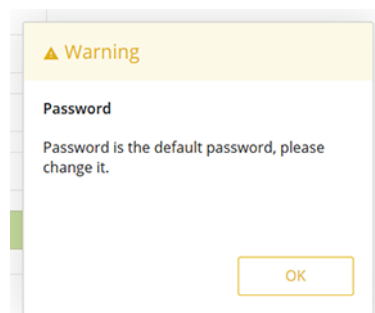 Warning
Password
Password is the default password, please
change it.
OK